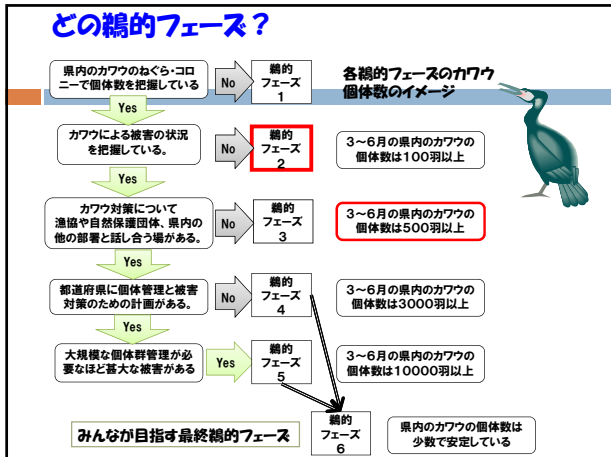 どの鵜的フェーズ？
県内のカワウのねぐら・コロ
ニーで個体数を把握している
No
鵜的
フェーズ
1
各鵜的フェーズのカワウ
個体数のイメージ
Yes
カワウによる被害の状況
を把握している。
No
鵜的
フェーズ
2
3～6月の県内のカワウの
個体数は100羽以上
Yes
カワウ対策について
漁協や自然保護団体、県内の
他の部署と話し合う場がある。
No
鵜的
フェーズ
3
3～6月の県内のカワウの
個体数は500羽以上
Yes
都道府県に個体管理と被害
対策のための計画がある。
No
鵜的
フェーズ
4
3～6月の県内のカワウの
個体数は3000羽以上
Yes
大規模な個体群管理が必
要なほど甚大な被害がある
Yes
鵜的
フェーズ
5
3～6月の県内のカワウの
個体数は10000羽以上
みんなが目指す最終鵜的フェーズ
鵜的
フェーズ
6
県内のカワウの個体数は
少数で安定している